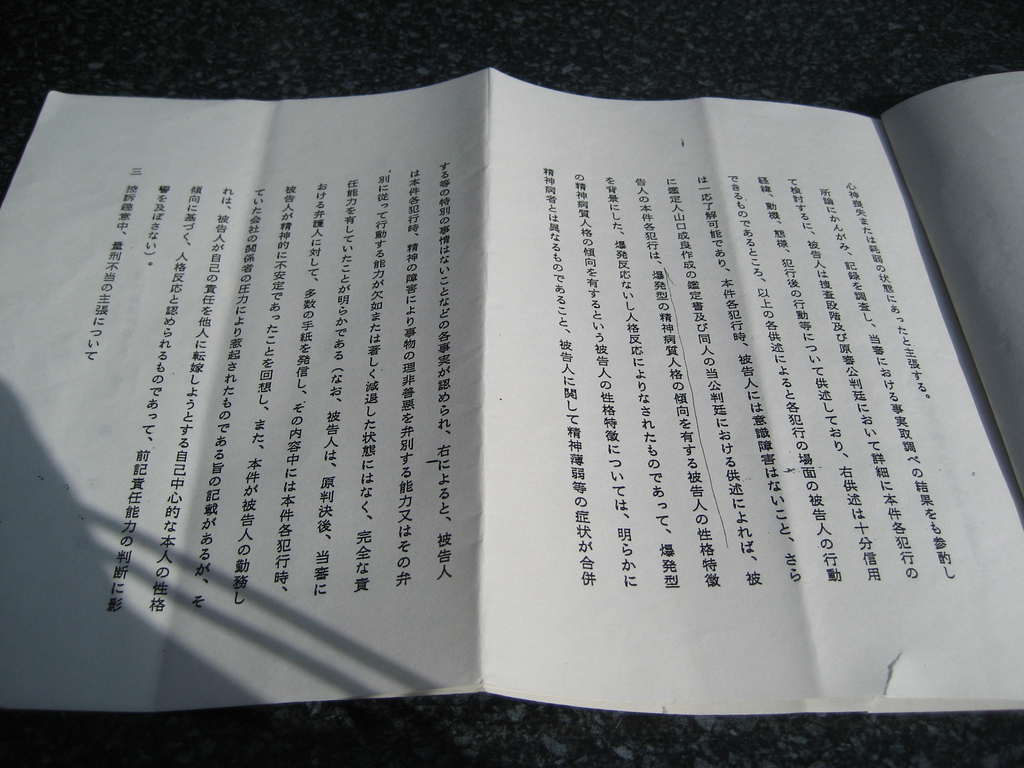 心神喪失または耗弱の状態にあったと主張する。
所論にかんがみ、記録を調査し、当審における事実取調べの結果をも参酌し
て検討するに、被告人は捜査段階及び原審公判廷において詳細に本件各犯行の
経緯、動機、態様、犯行後の行動等について供述しており、右供述は十分信用
できるものであるところ、以上の各供述によると各犯行の場面の被告人の行動
は一応了解可能であり、本件各犯行時、被告人には意識障害はないこと、さら
に鑑定人山口成良作成の鑑定書及び同人の当公判廷における供述によれば、被
告人の本件各犯行は、爆発型の精神病質人格の傾向を有する被告人の性格特徴
を背景にした、爆発反応ないし人格反応によりなされたものであって、爆発型
の精神病質人格の傾向を有するという被告人の性格特徴については、明らかに
精神病者とは異なるものであること、被告人に関して精神薄弱等の症状が合併
する等の特別の事情はないことなどの各事実が認められ、右によると、被告人
は本件各犯行時、精神の障害により事物の理非善悪を弁別する能力又はその弁
別に従って行動する能力が欠如または著しく減退した状態にはなく、完全な責
任能力を有していたことが明らかである(なお、被告人は、原判決後、当審に
おける弁護人に対して、多数の手紙を発信し、その内容中には本件各犯行時、
被告人が精神的に不安定であったことを回想し、また、本件が被告人の勤務し
ていた会社の関係者の圧力により惹起されたものである旨の記載があるが、そ
れは、被告人が自己の責任を他人に転嫁しようとする自己中心的な本人の性格
傾向に基づく、人格反応と認められるものであって、前記責任能力の判断に影
響を及ぼさない)。
三 控訴趣意中、量刑不当の主張について